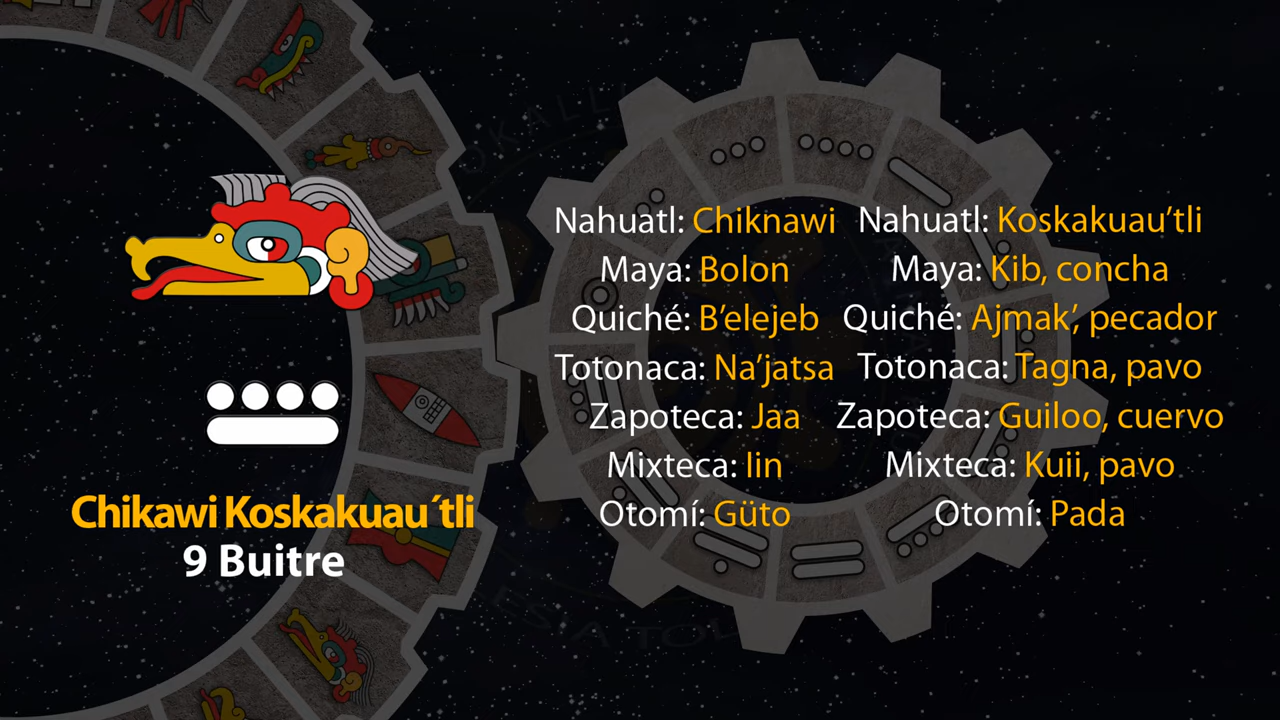 Nahuatl: Chiknawi
Maya: Bolon
Quiché: B’elejeb
Totonaca: Na’jatsa
Zapoteca: Jaa
Mixteca: Iin
Otomí: Güto
Nahuatl: Koskakuau’tli
Maya: Kib, concha
Quiché: Ajmak’, pecador
Totonaca: Tagna, pavo
Zapoteca: Guiloo, cuervo
Mixteca: Kuii, pavo
Otomí: Pada
Chikawi Koskakuau´tli
9 Buitre